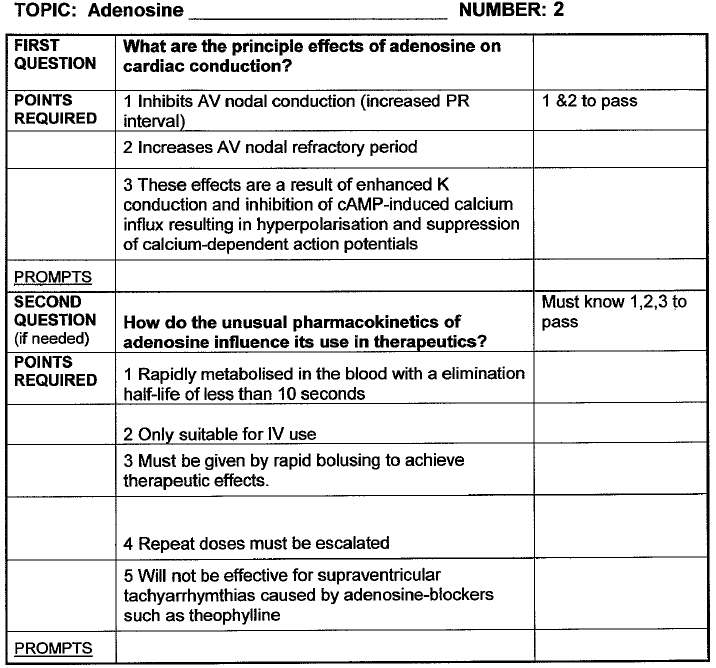 TOPIC: Adenosine NUMBER: 2
FIRST
QUESTION
What are the principle effects of adenosine on
cardiac conduction?
POINTS
REQUIRED
1 Inhibits AV nodal conduction (increased PR
interval)
1 &2 to pass
2 Increases AV nodal refractory period
3 These effects are a result of enhanced K
conduction and inhibition of cAMP-induced calcium
influx resulting in hyperpolarisation and suppression
of calcium-dependent action potentials
PROMPTS
SECOND
QUESTION
(if needed)
How do the unusual pharmacokinetics of
adenosine influence its use in therapeutics?
Must know 1,2,3 to
pass
POINTS
REQUIRED
1 Rapidly metabolised in the blood with a elimination
half-life of less than 10 seconds
2 Only suitable for IV use
3 Must be given by rapid bolusing to achieve
therapeutic effects.
4 Repeat doses must be escalated
5 Will not be effective for supraventricular
tachyarrhymthias caused by adenosine-blockers
such as theophylline
PROMPTS